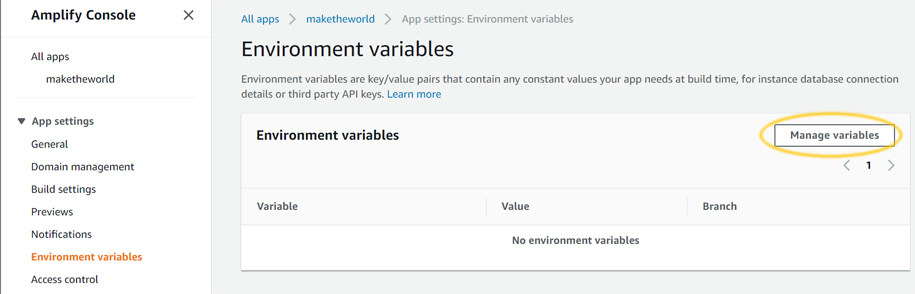 Amplify Console
All apps
maketheworld
App settings
General
Domain management
Build settings
Previews
Notifications
Environment variables
Access control
All apps > maketheworld > App settings: Environment variables
Environment variables
Environment variables are key/value pairs that contain any constant values your app needs at build time, for instance database connection
details or third party API keys. Learn more
Environment variables
Manage variables
1
Variable Value Branch
No environment variables